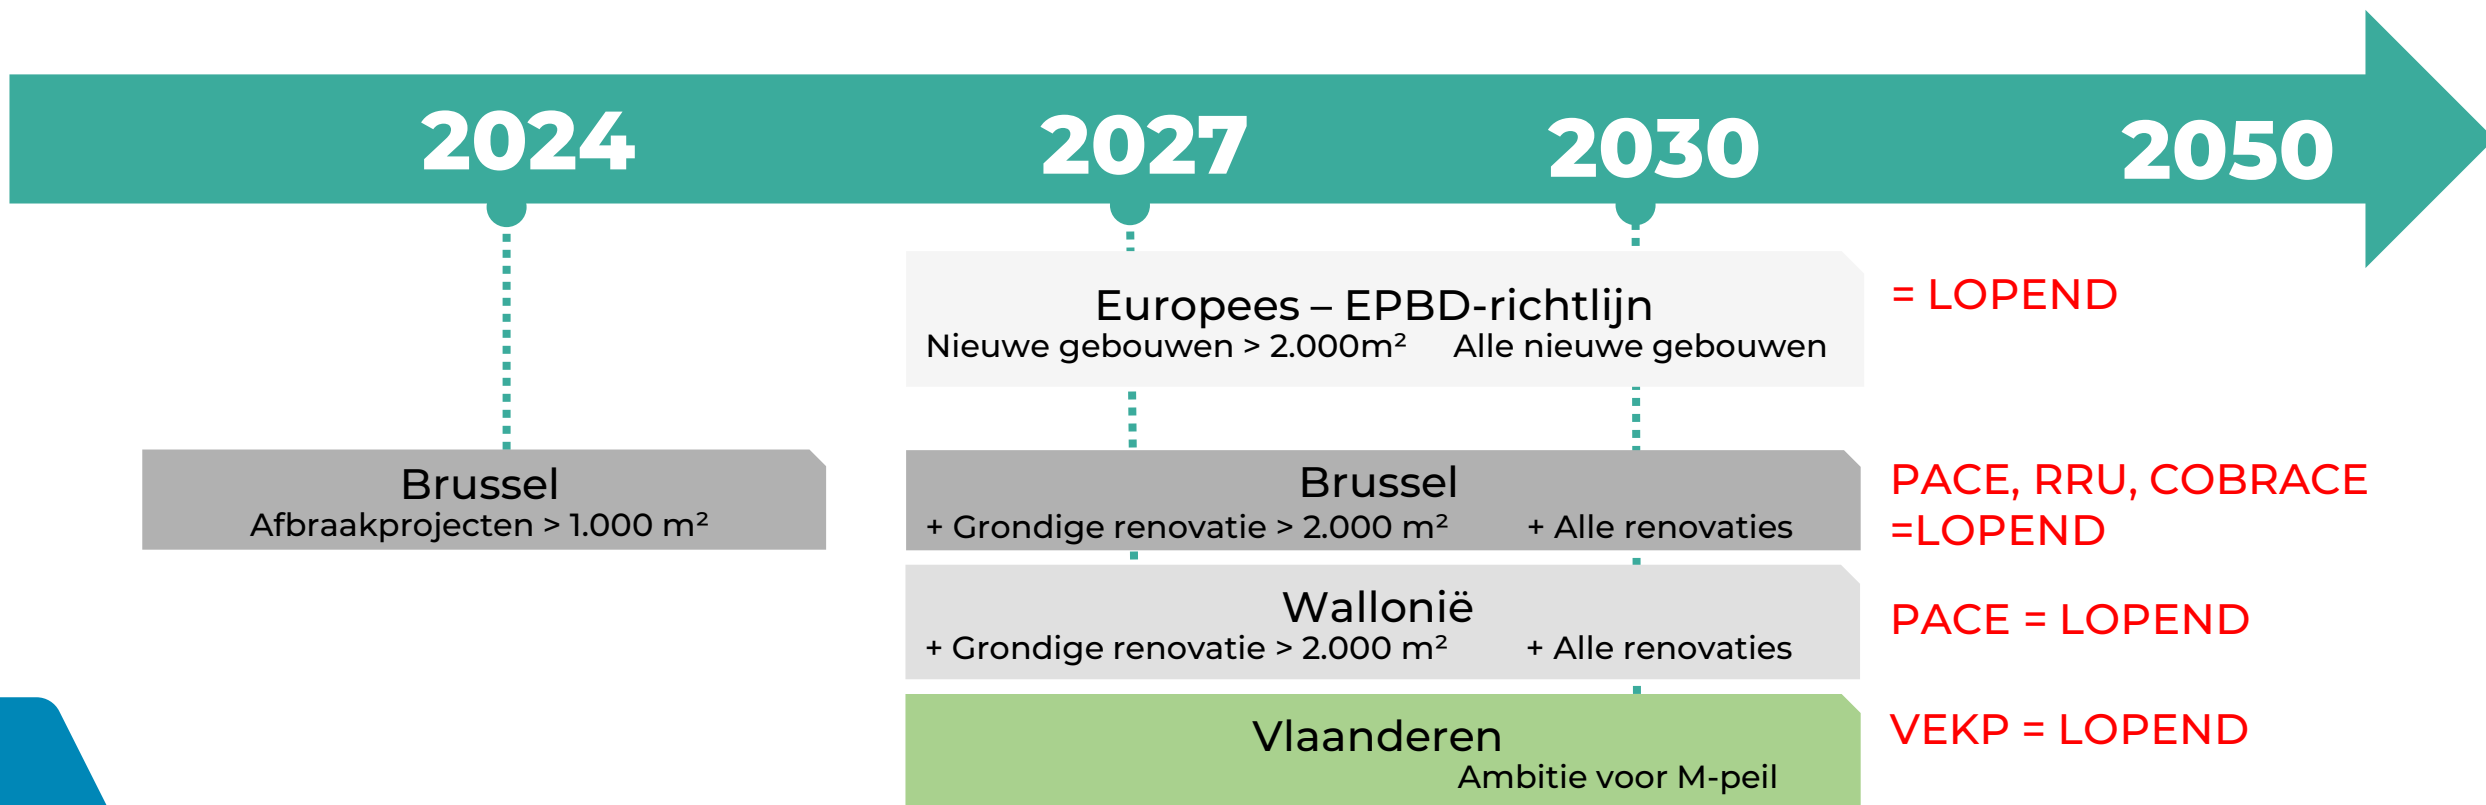 2024
2027
2030
2050
Europees – EPBD-richtlijn
Nieuwe gebouwen > 2.000m² Alle nieuwe gebouwen
= LOPEND
Brussel
Afbraakprojecten > 1.000 m²
Brussel
+ Grondige renovatie > 2.000 m² + Alle renovaties
PACE, RRU, COBRACE
=LOPEND
Wallonië
+ Grondige renovatie > 2.000 m² + Alle renovaties
PACE = LOPEND
Vlaanderen
Ambitie voor M-peil
VEKP = LOPEND